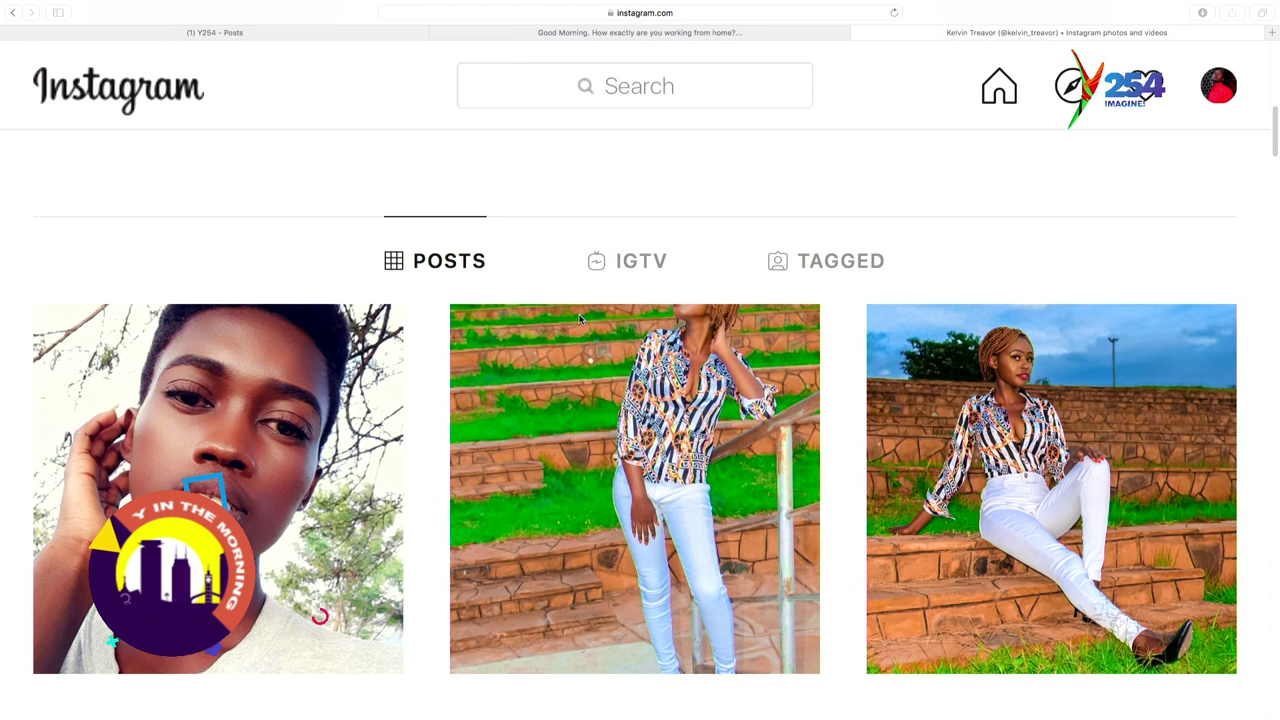 instagram.com
(1) Y254 - Posts
Good Morning. How exactly are you working from home?...
Kelvin Treavor (@kelvin_treavor) • Instagram photos and videos
Instagram
Search
Y254
IMAGINE!
POSTS
IGTV
TAGGED
Y IN THE MORNING